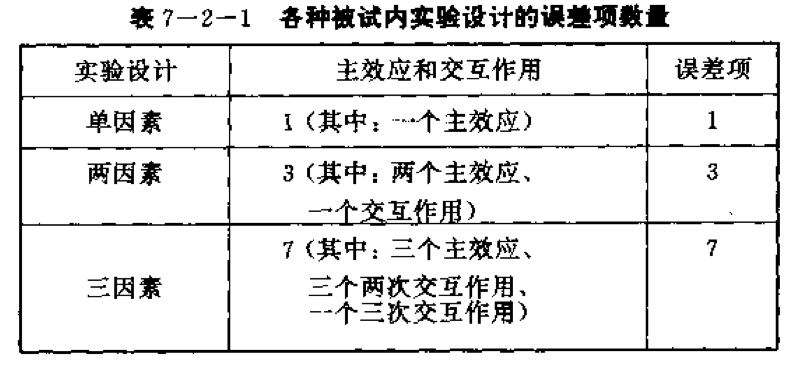 表 7—2—1 各种被试内实验设计的误差项数量
实验设计 主效应和交互作用 误差项
单因素 1（其中：一个主效应） 1
两因素 3（其中：两个主效应、 3
一个交互作用）
7（其中：三个主效应、 7
三因素 三个两次交互作用、
一个三次交互作用）